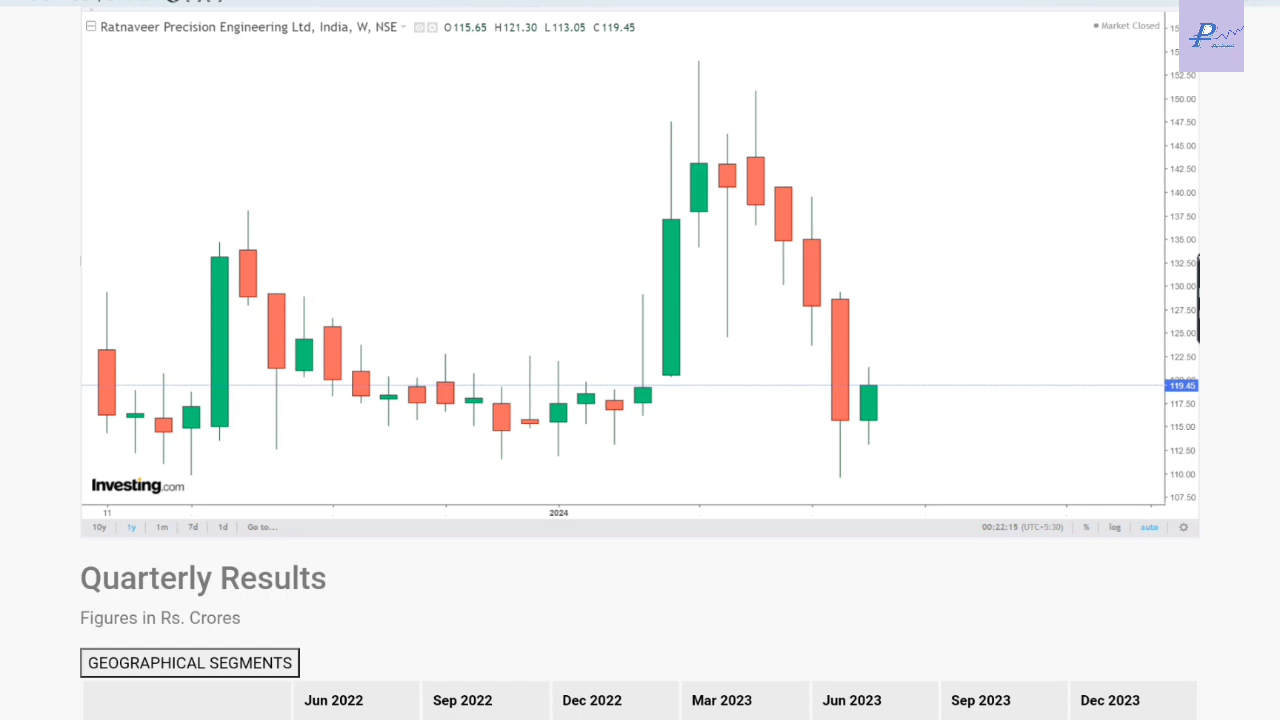 Ratnaveer Precision Engineering Ltd, India, W, NSE O115.65 H121.30 L113.05 C119.45
Market Closed
152.50
150.00
147.50
145.00
142.50
140.00
137.50
135.00
132.50
130.00
127.50
125.00
122.50
119.45
117.50
115.00
112.50
110.00
107.50
Investing.com
11
2024
10y 1y 1m 7d 1d Go to...
00:22:15 (UTC+5:30) % log auto
Quarterly Results
Figures in Rs. Crores
GEOGRAPHICAL SEGMENTS
Jun 2022 Sep 2022 Dec 2022 Mar 2023 Jun 2023 Sep 2023 Dec 2023